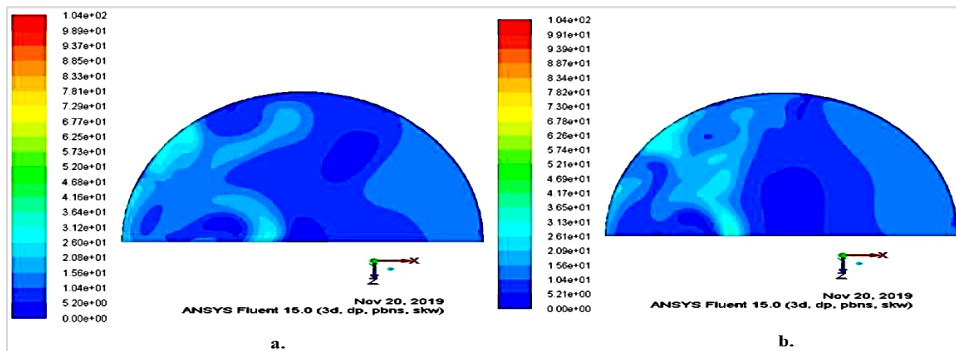 1.04e+02
9.89e+01
9.37e+01
8.85e+01
8.33e+01
7.81e+01
7.29e+01
6.77e+01
6.25e+01
5.73e+01
5.20e+01
4.68e+01
4.16e+01
3.64e+01
3.12e+01
2.60e+01
2.08e+01
1.56e+01
1.04e+01
5.20e+00
0.00e+00
X
Z
Nov 20, 2019
ANSYS Fluent 15.0 (3d, dp, pbns, skw)
a.
1.04e+02
9.91e+01
9.39e+01
8.87e+01
8.34e+01
7.82e+01
7.30e+01
6.78e+01
6.26e+01
5.74e+01
5.21e+01
4.69e+01
4.17e+01
3.65e+01
3.13e+01
2.61e+01
2.09e+01
1.56e+01
1.04e+01
5.21e+00
0.00e+00
X
Z
Nov 20, 2019
ANSYS Fluent 15.0 (3d, dp, pbns, skw)
b.